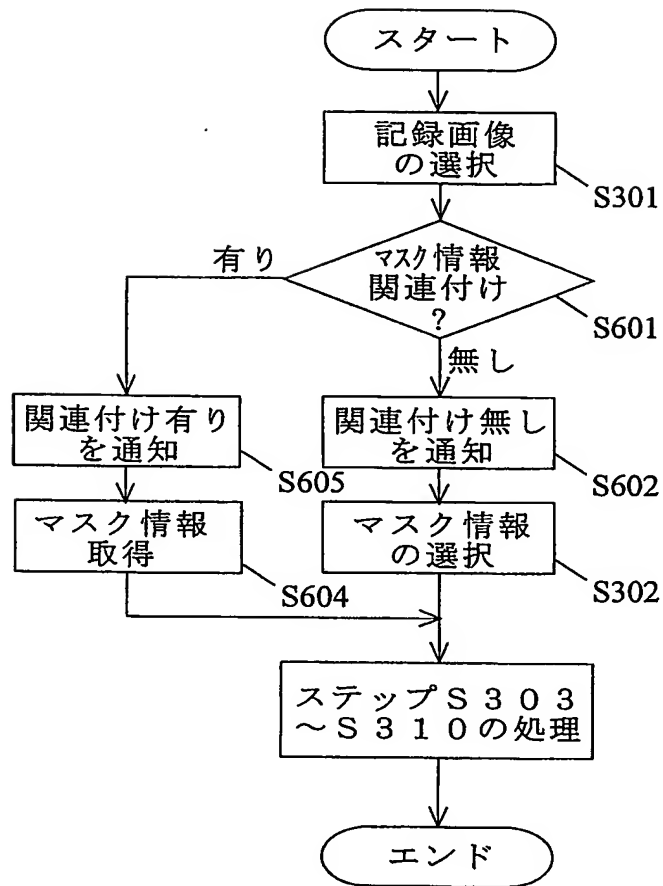 スタート
記録画像
の選択
S301
マスク情報
関連付け
?
S601
有り
無し
関連付け有り
を通知
S605
関連付け無し
を通知
S602
マスク情報
取得
S604
マスク情報
の選択
S302
ステップS303
~S310の処理
エンド